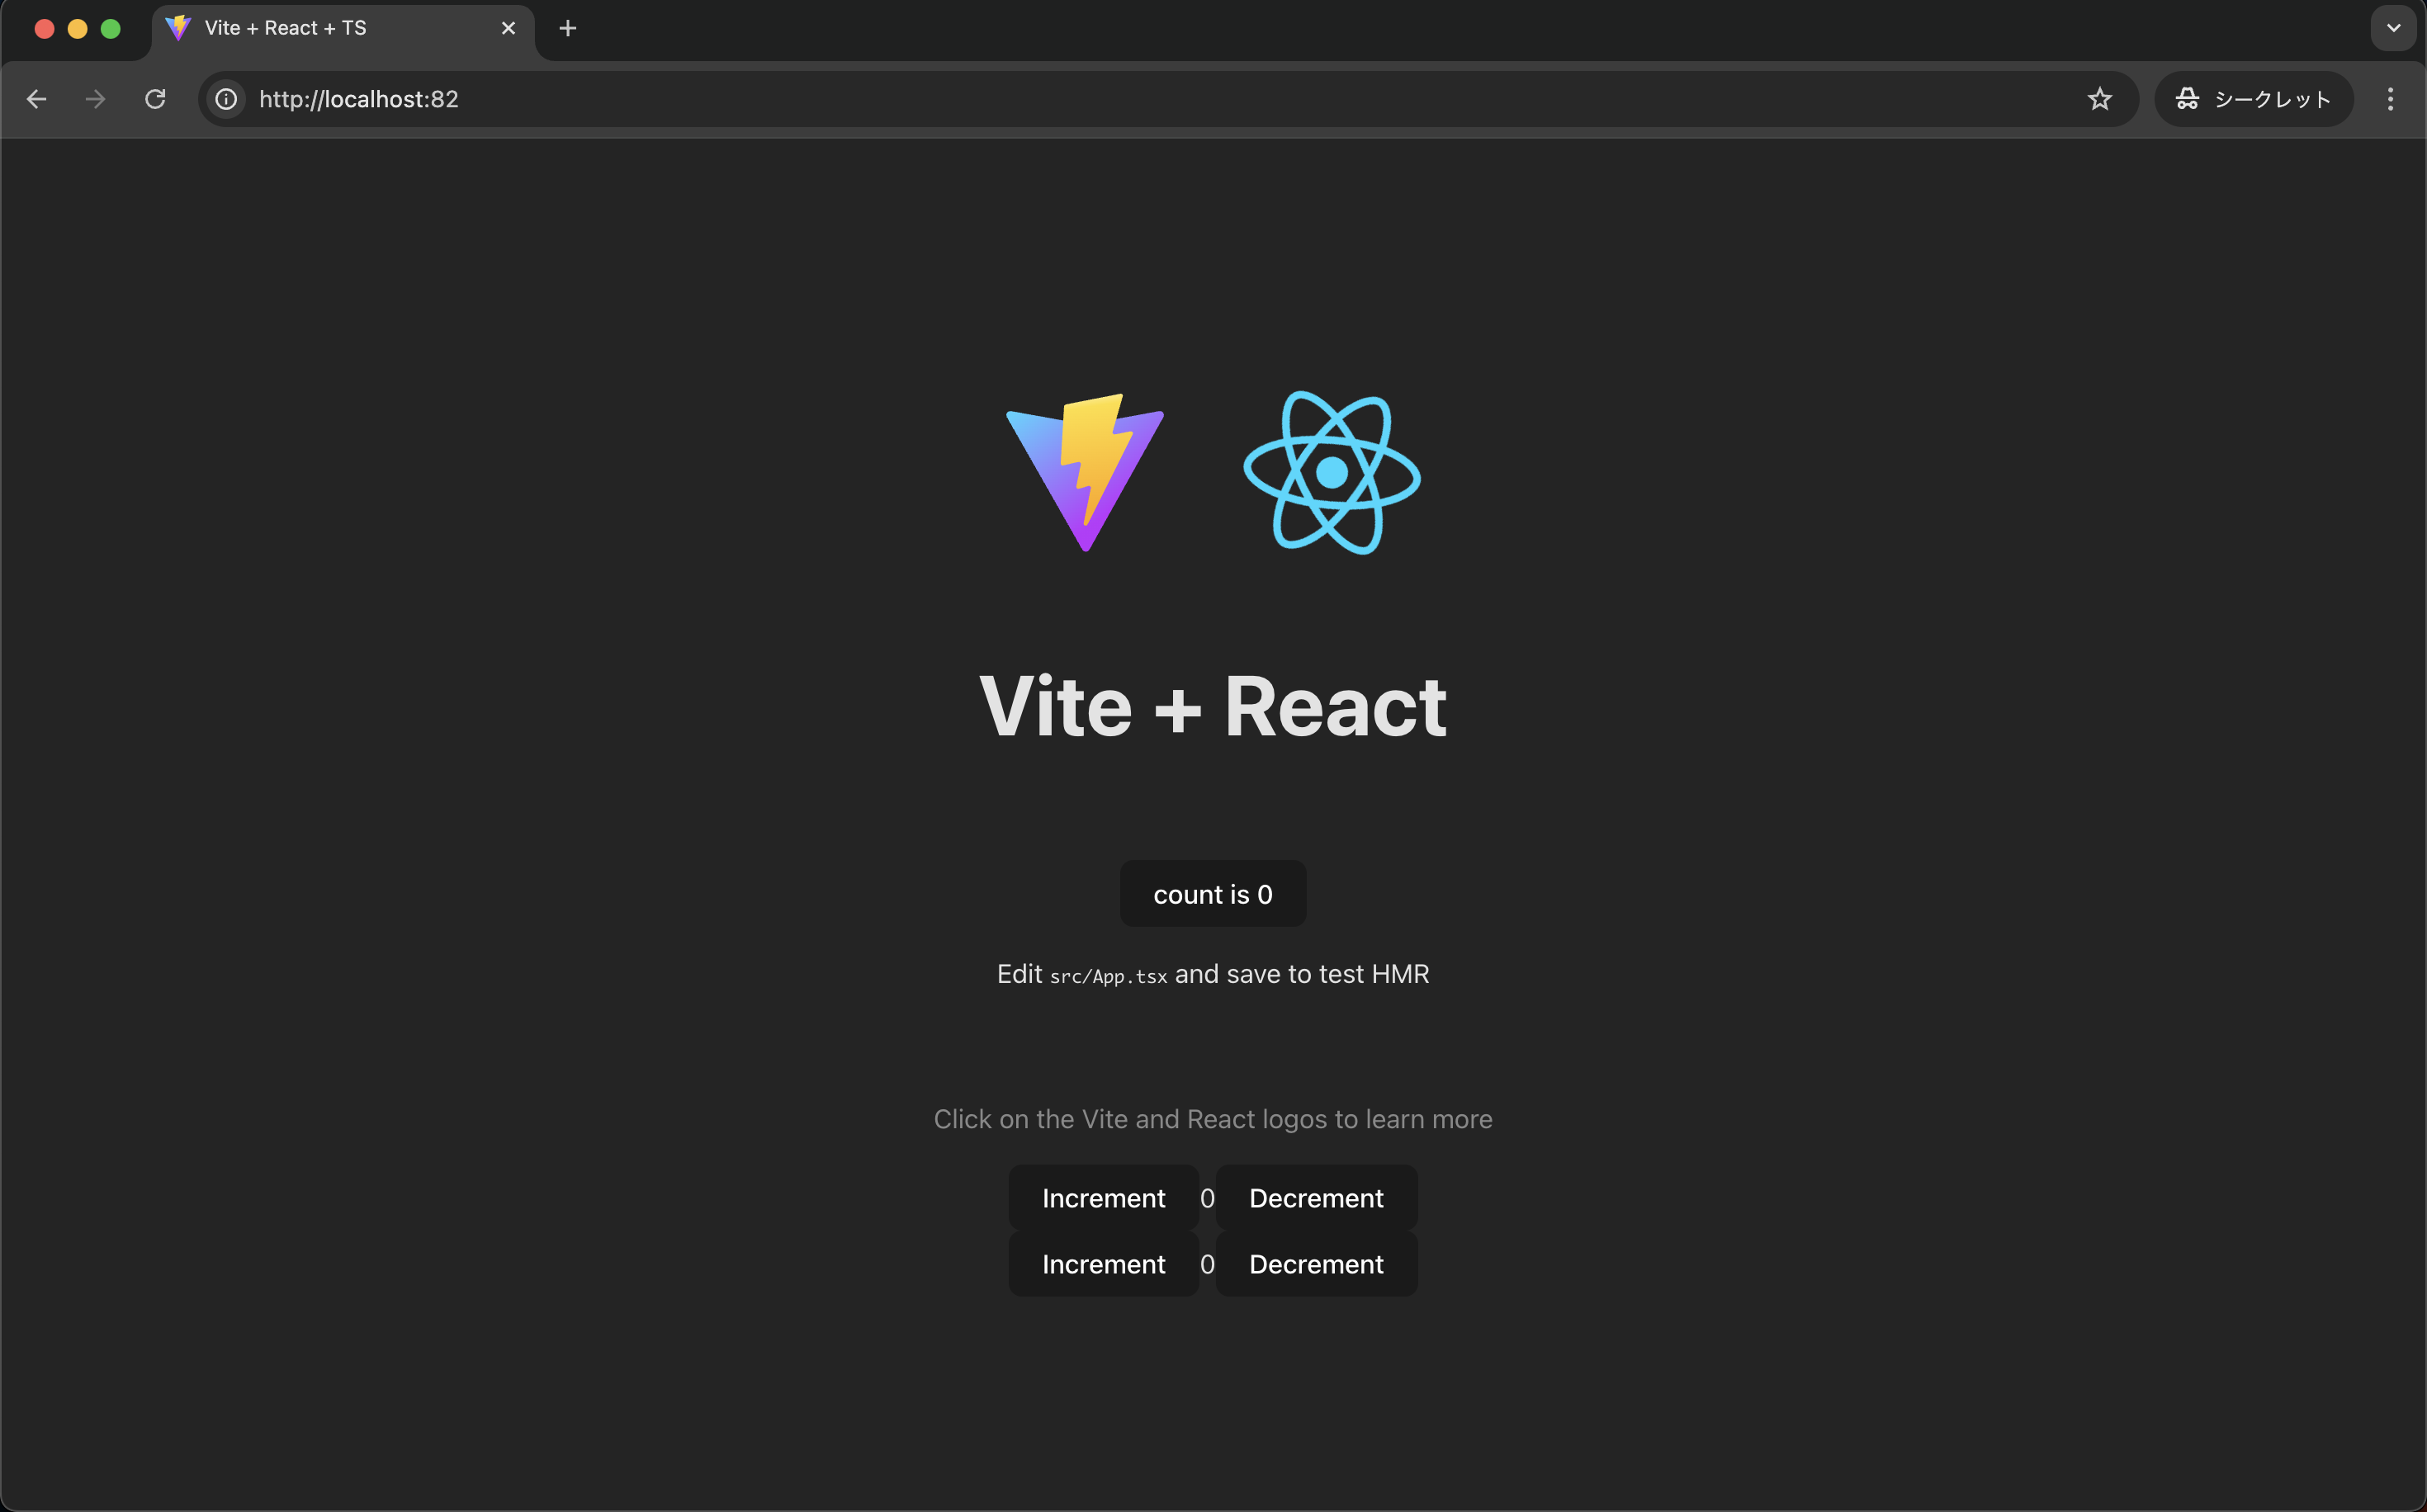 Vite + React + TS
http://localhost:82
シークレット
Vite + React
count is 0
Edit src/App.tsx and save to test HMR
Click on the Vite and React logos to learn more
Increment 0 Decrement
Increment 0 Decrement